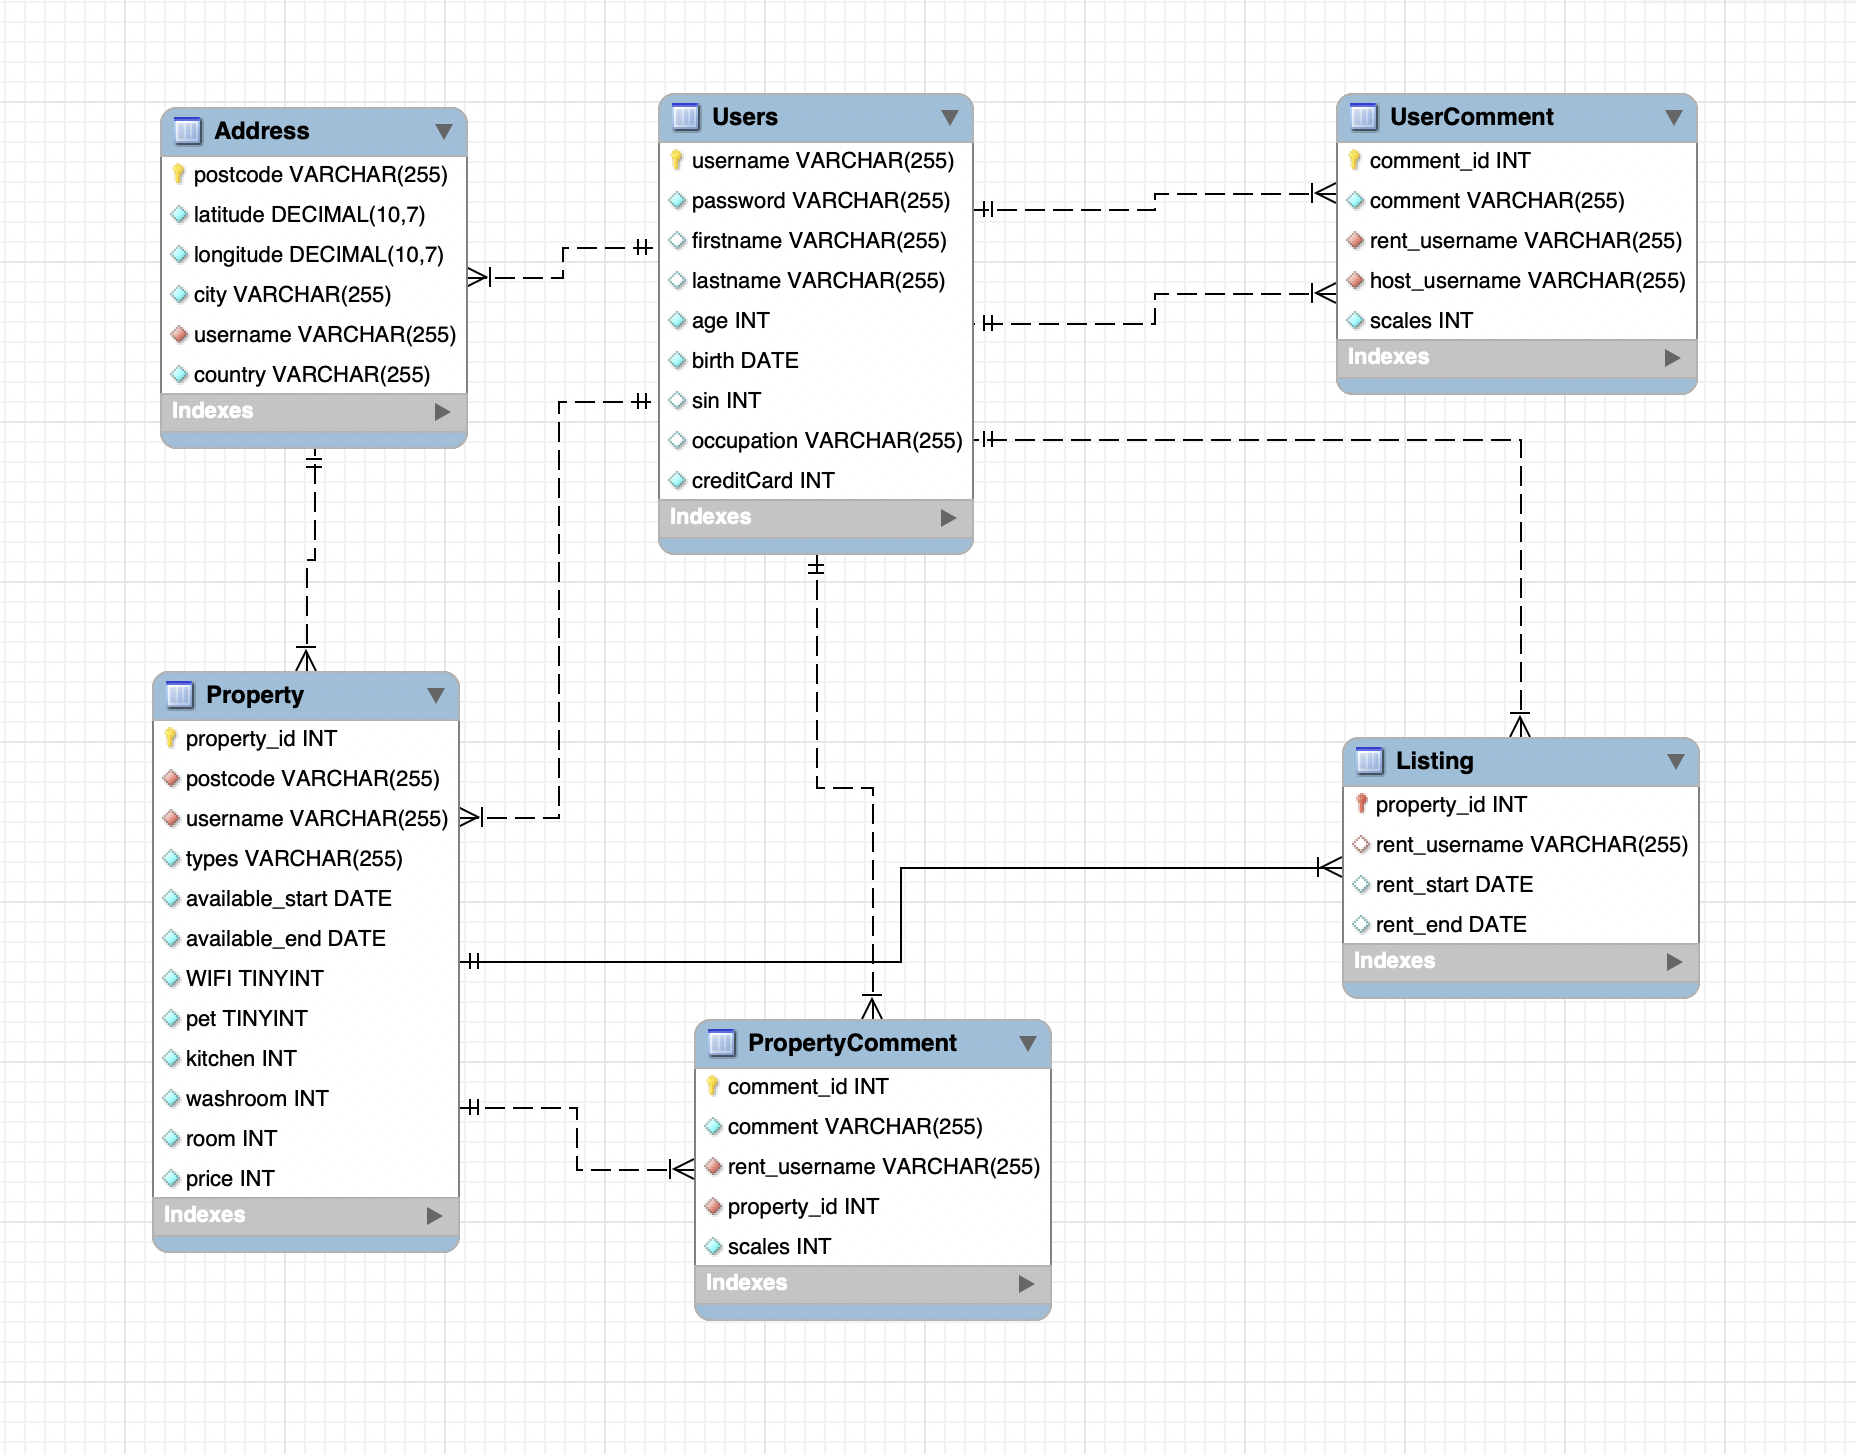 Address
postcode VARCHAR(255)
latitude DECIMAL(10,7)
longitude DECIMAL(10,7)
city VARCHAR(255)
username VARCHAR(255)
country VARCHAR(255)
Indexes
Users
username VARCHAR(255)
password VARCHAR(255)
firstname VARCHAR(255)
lastname VARCHAR(255)
age INT
birth DATE
sin INT
occupation VARCHAR(255)
creditCard INT
Indexes
UserComment
comment_id INT
comment VARCHAR(255)
rent_username VARCHAR(255)
host_username VARCHAR(255)
scales INT
Indexes
Property
property_id INT
postcode VARCHAR(255)
username VARCHAR(255)
types VARCHAR(255)
available_start DATE
available_end DATE
WIFI TINYINT
pet TINYINT
kitchen INT
washroom INT
room INT
price INT
Indexes
Listing
property_id INT
rent_username VARCHAR(255)
rent_start DATE
rent_end DATE
Indexes
PropertyComment
comment_id INT
comment VARCHAR(255)
rent_username VARCHAR(255)
property_id INT
scales INT
Indexes